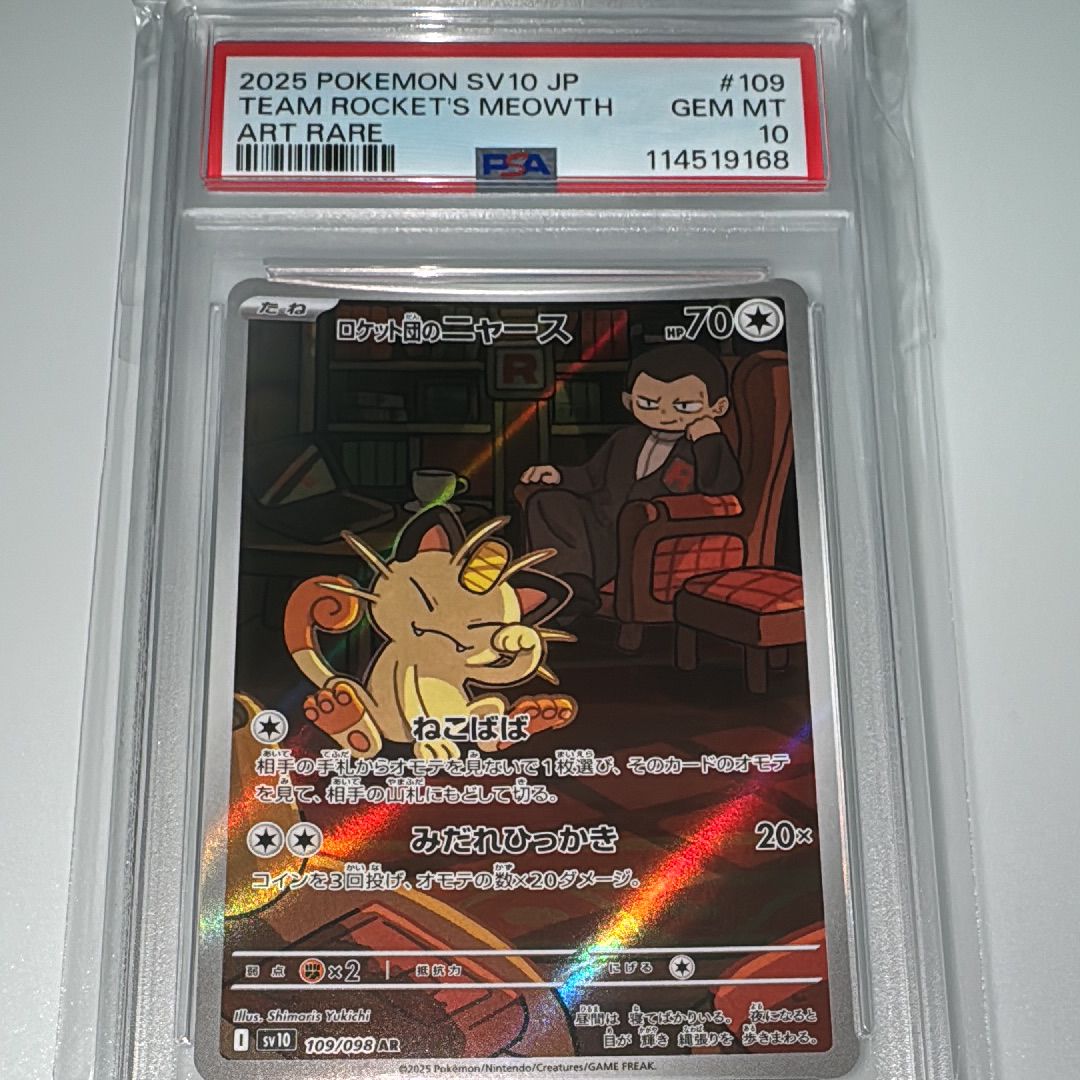 2025 POKEMON SV10 JP #109
TEAM ROCKET'S MEOWTH GEM MT
ART RARE 10
PSA 114519168
たね ロケット団のニャース HP70
R
ねこばば
相手の手札からオモテを見ないで1枚選び、そのカードのオモテ
を見て、相手の山札にもどして切る。
みだれひっかき 20×
コインを3回投げ、オモテの数×20ダメージ。
弱点 ×2 抵抗力 にげる
Illus. Shimaris Yukichi
昼間は 寝てばかりいる。 夜になると
目が 輝き 縄張りを 歩きまわる。
I sv10 109/098 AR
©2025 Pokémon/Nintendo/Creatures/GAME FREAK.